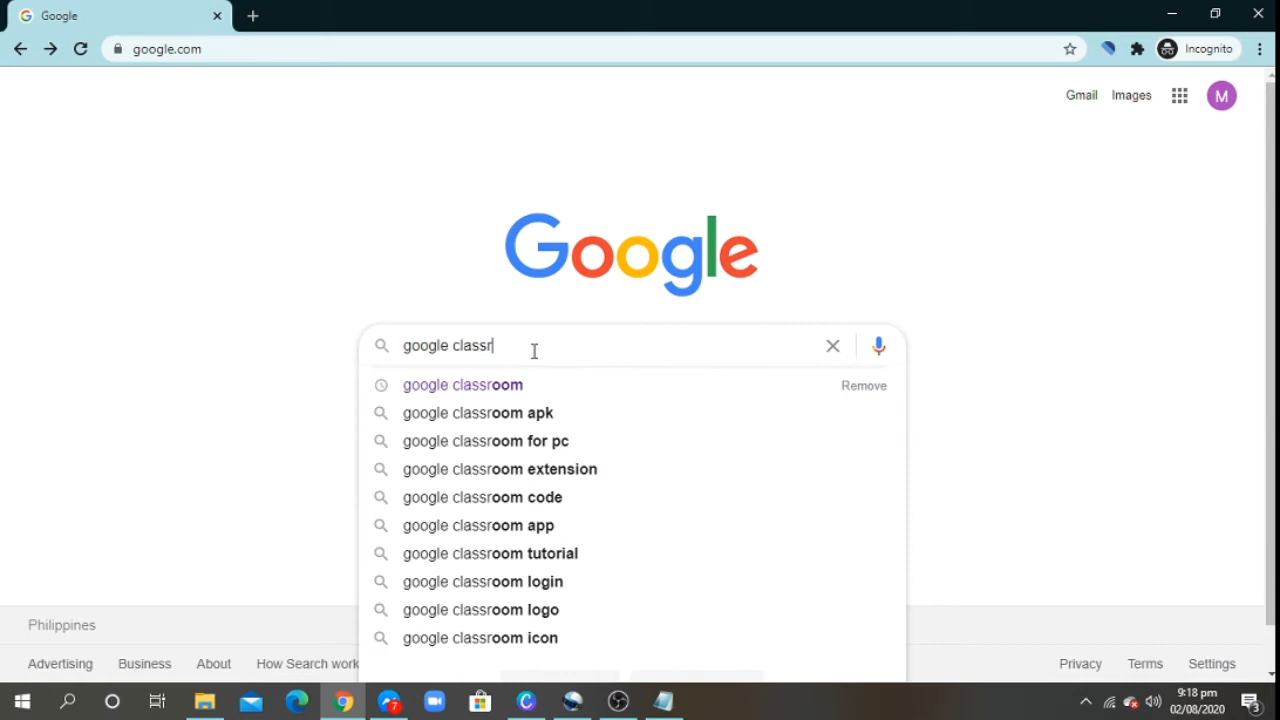 Google
google.com
Incognito
Gmail Images
M
Google
google classr
google classroom
Remove
google classroom apk
google classroom for pc
google classroom extension
google classroom code
google classroom app
google classroom tutorial
google classroom login
google classroom logo
google classroom icon
Philippines
Advertising Business About How Search work
Privacy Terms Settings
7
9:18 pm
02/08/2020
3